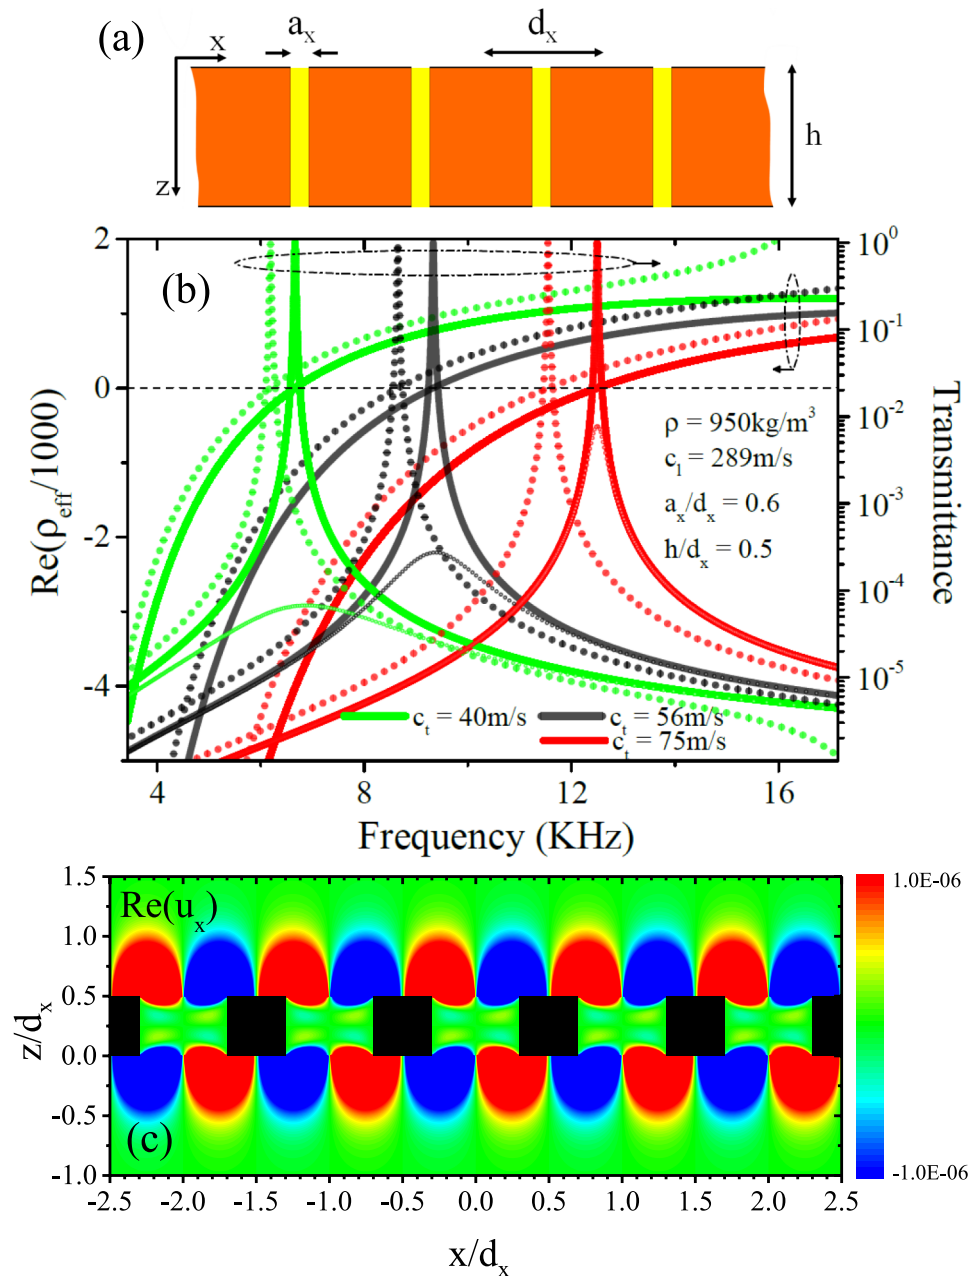 (a)
x
a_x
d_x
h
z
(b)
2
0
-2
-4
Re(ρ_eff/1000)
10^0
10^-1
10^-2
10^-3
10^-4
10^-5
Transmittance
ρ = 950kg/m^3
c_l = 289m/s
a_x/d_x = 0.6
h/d_x = 0.5
c_t = 40m/s
c_t = 56m/s
c_t = 75m/s
4 8 12 16
Frequency (KHz)
Re(u_x)
1.5
1.0
0.5
0.0
-0.5
-1.0
z/d_x
(c)
1.0E-06
-1.0E-06
-2.5 -2.0 -1.5 -1.0 -0.5 0.0 0.5 1.0 1.5 2.0 2.5
x/d_x